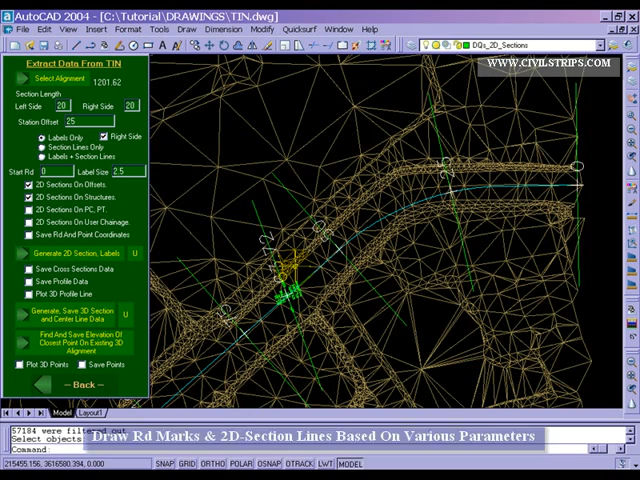 AutoCAD 2004 - [C:\Tutorial\DRAWINGS\TIN.dwg]
File Edit View Insert Format Tools Draw Dimension Modify Quicksurf Window Help
DQs_2D_Sections
WWW.CIVILSTRIPS.COM
Extract Data From TIN
Select Alignment 1201.62
Section Length
Left Side 20 Right Side 20
Station Offset 25
Labels Only Right Side
Section Lines Only
Labels + Section Lines
Start Rd 0 Label Size 2.5
2D Sections On Offsets.
2D Sections On Structures.
2D Sections On PC, PT.
2D Sections On User Chainage.
Save Rd And Point Coordinates
Generate 2D Section, Labels U
Save Cross Sections Data
Save Profile Data
Plot 3D Profile Line
Generate, Save 3D Section and Center Line Data U
Find and Save Elevation Of Closest Point On Existing 3D Alignment
Plot 3D Points Save Points
-- Back --
0
25
50
Model Layout1
57184 were filtered out.
Select objects:
Draw Rd Marks & 2D-Section Lines Based On Various Parameters
Command:
215455.156, 3616580.394, 0.000 SNAP GRID ORTHO POLAR OSNAP OTRACK LWT MODEL